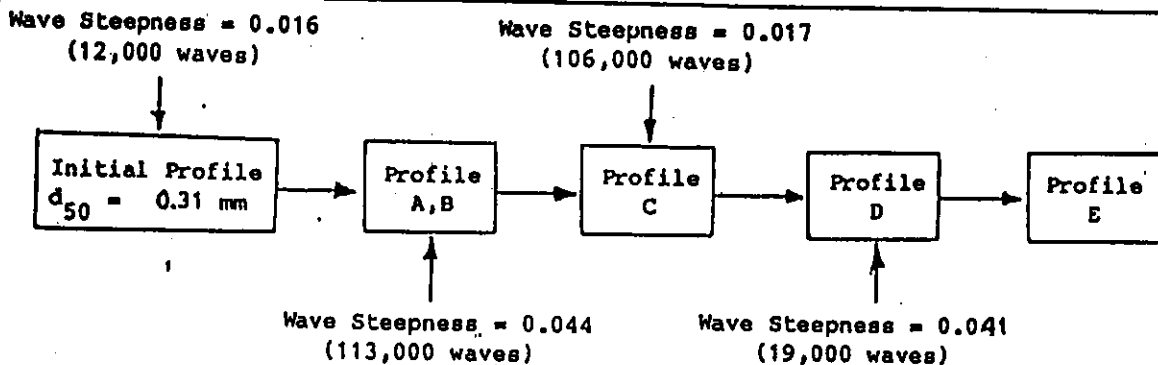 Wave Steepness = 0.016
(12,000 waves)
Wave Steepness = 0.017
(106,000 waves)
Initial Profile
d50 = 0.31 mm
Profile
A,B
Profile
C
Profile
D
Profile
E
Wave Steepness = 0.044
(113,000 waves)
Wave Steepness = 0.041
(19,000 waves)